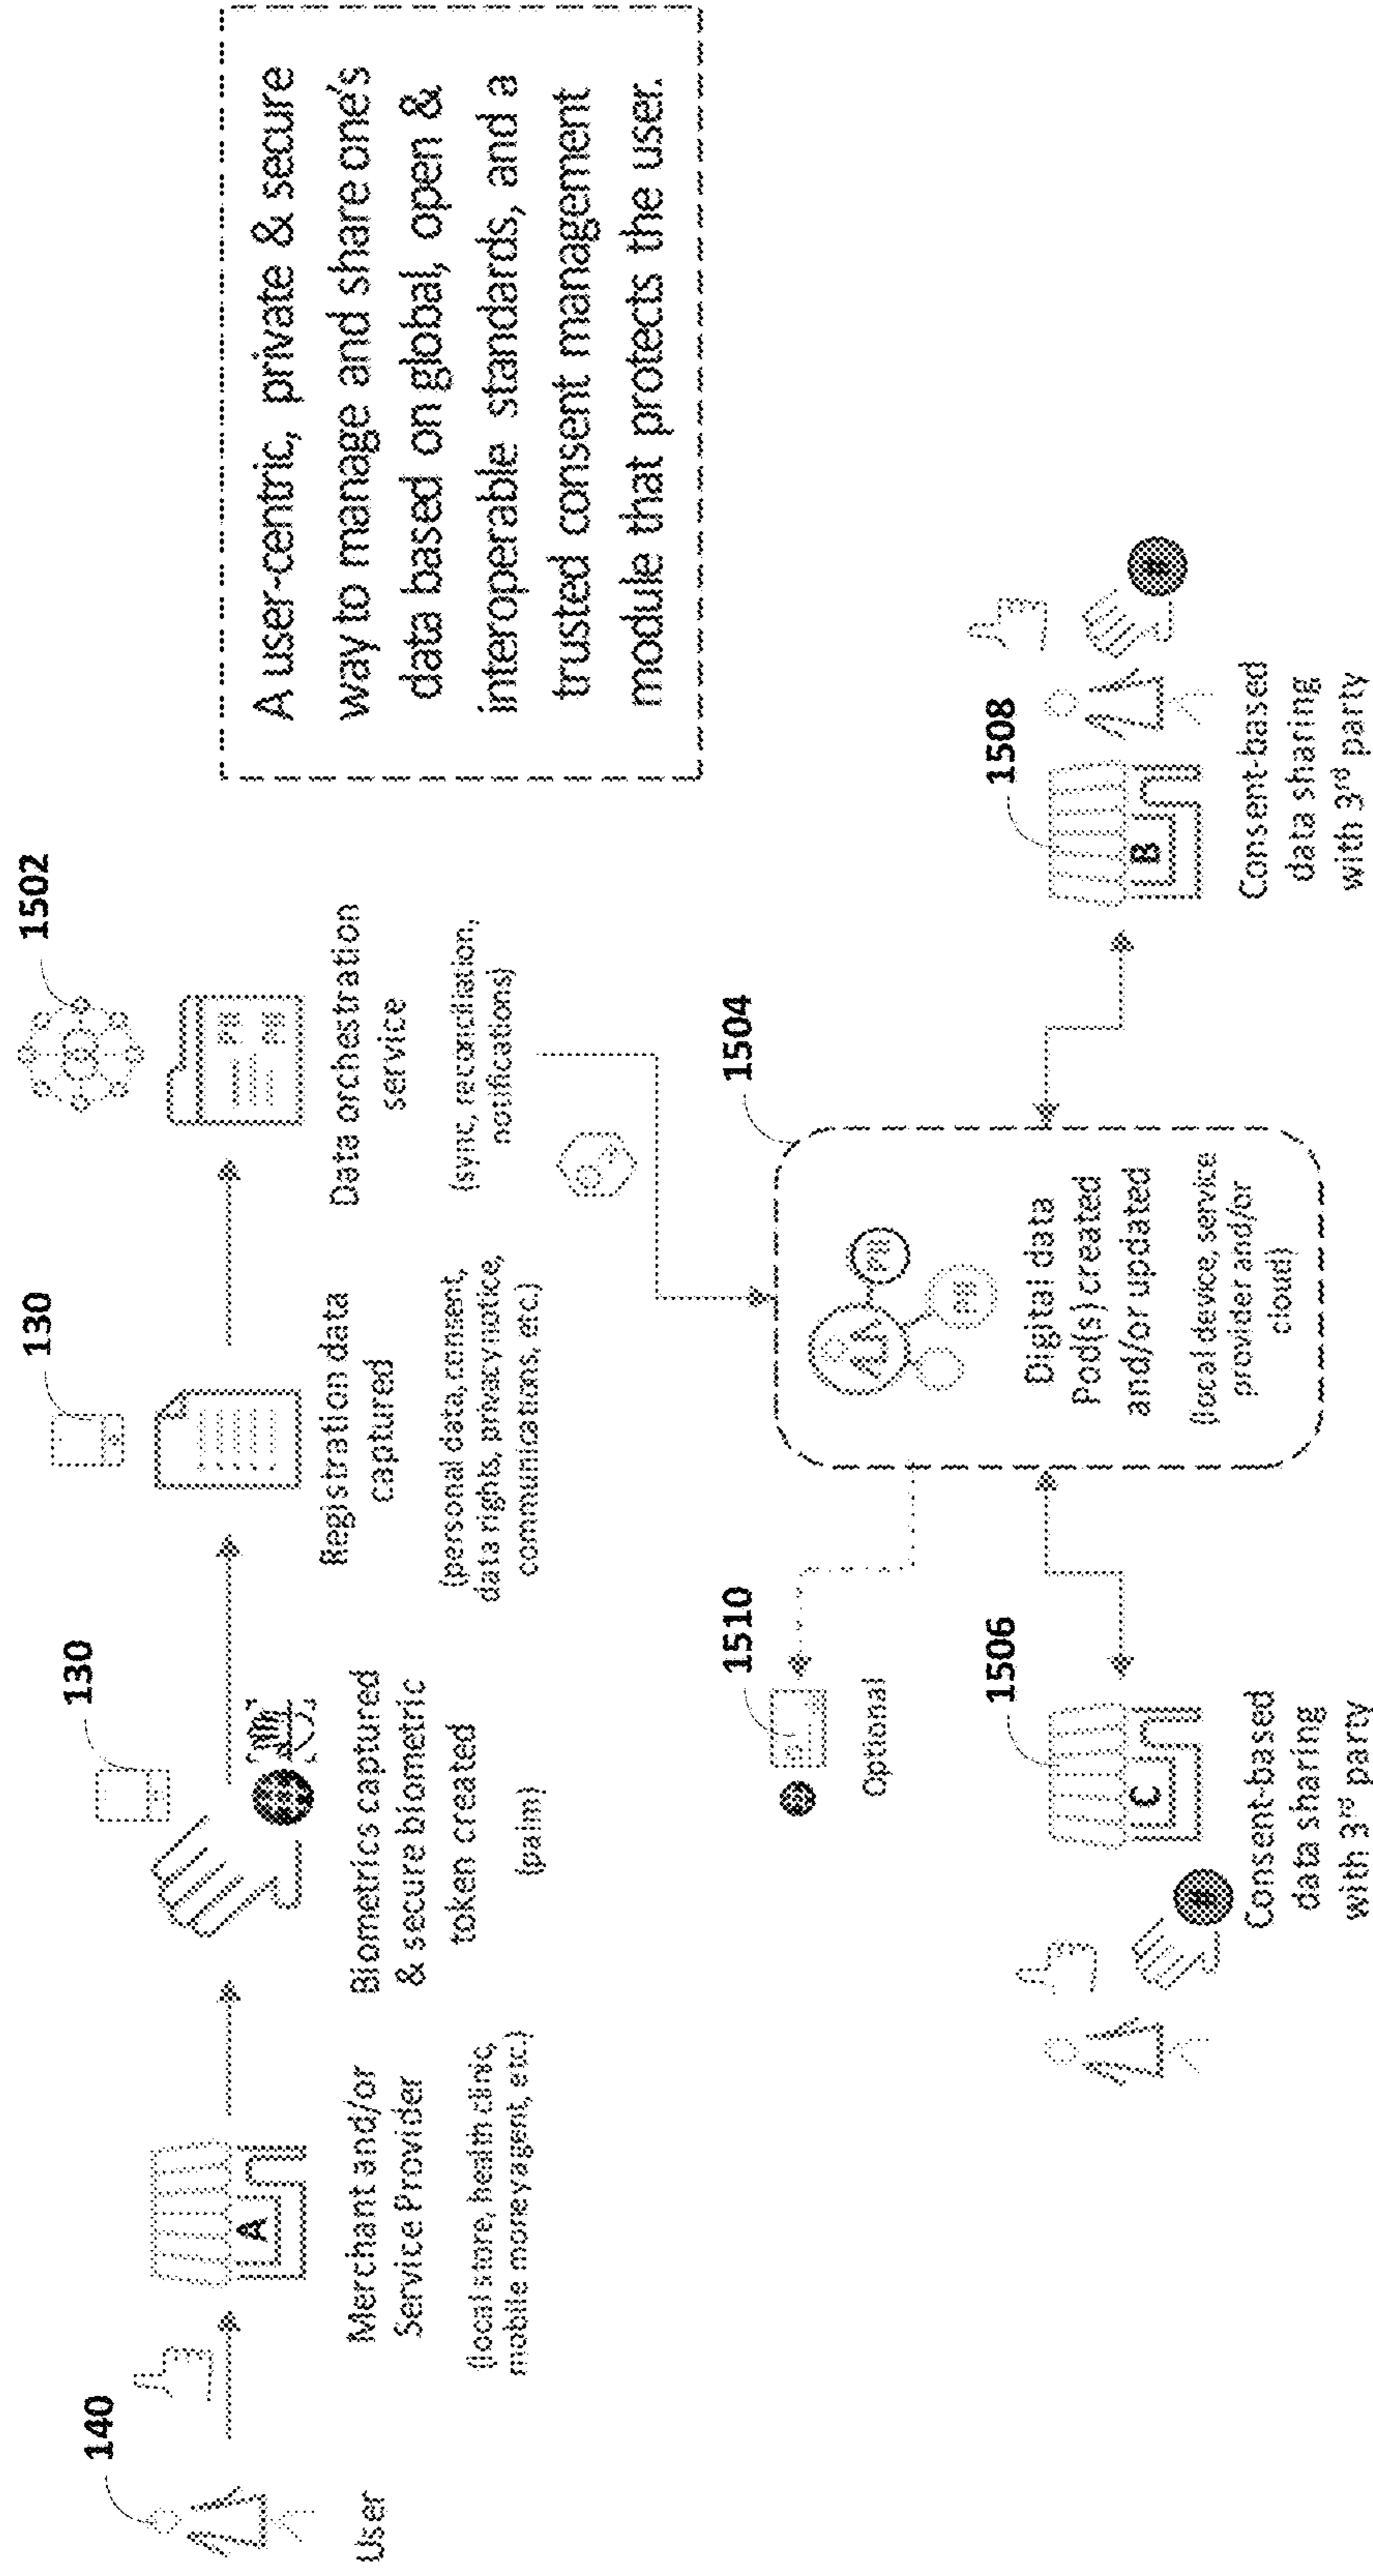 140
User
A
Merchant and/or
Service Provider
(local store, health clinic,
mobile money agent, etc.)
130
Biometrics captured
& secure biometric
token created
(palm)
130
Registration data
captured
(personal data, consent,
data rights, privacy notice,
communications, etc.)
1502
Data orchestration
service
(sync, reconciliation,
notifications)
A user-centric, private & secure
way to manage and share one's
data based on global, open &
interoperable standards, and a
trusted consent management
module that protects the user.
1504
Digital data
Pod(s) created
and/or updated
(local device, service
provider and/or
cloud)
1510
Optional
1506
C
Consent-based
data sharing
with 3rd party
1508
B
Consent-based
data sharing
with 3rd party